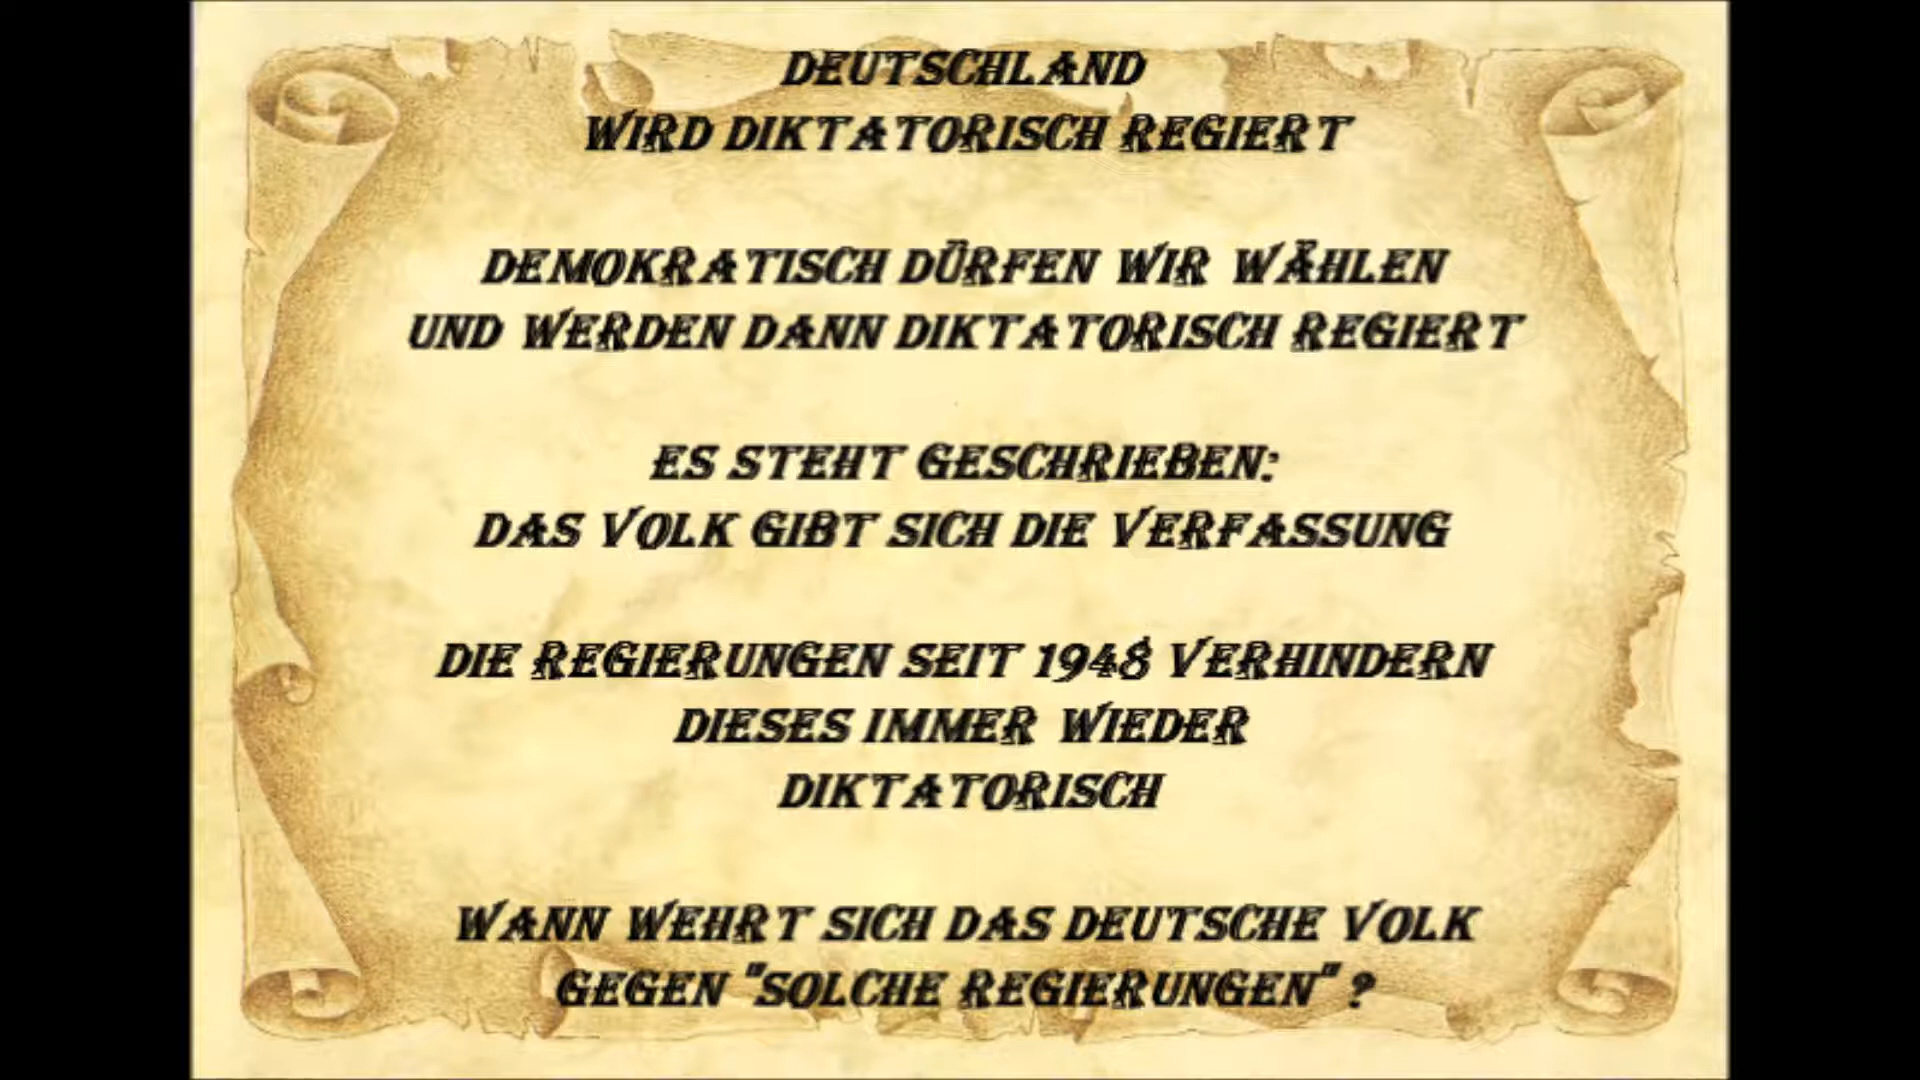 DEUTSCHLAND
WIRD DIKTATORISCH REGIERT
DEMOKRATISCH DÜRFEN WIR WÄHLEN
UND WERDEN DANN DIKTATORISCH REGIERT
ES STEHT GESCHRIEBEN:
DAS VOLK GIBT SICH DIE VERFASSUNG
DIE REGIERUNGEN SEIT 1948 VERHINDERN
DIESES IMMER WIEDER
DIKTATORISCH
WANN WEHRT SICH DAS DEUTSCHE VOLK
GEGEN "SOLCHE REGIERUNGEN" ?